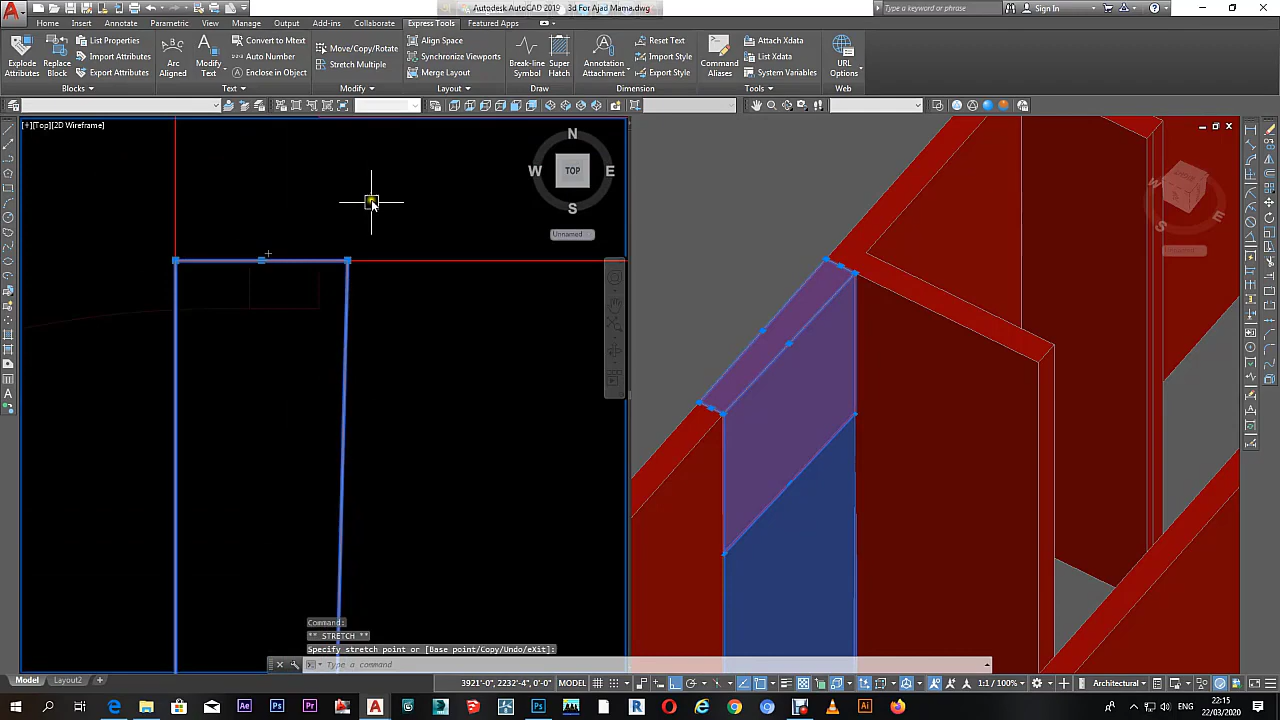 Autodesk AutoCAD 2019   3d For Ajad Mama.dwg
Type a keyword or phrase
Sign In
Home Insert Annotate Parametric View Manage Output Add-ins Collaborate Express Tools Featured Apps
Explode Attributes
Replace Block
List Properties
Import Attributes
Export Attributes
Arc Aligned
Modify Text
Convert to Mtext
Auto Number
Enclose in Object
Move/Copy/Rotate
Stretch Multiple
Align Space
Synchronize Viewports
Merge Layout
Break-line Symbol
Super Hatch
Annotation Attachment
Reset Text
Import Style
Export Style
Command Aliases
Attach Xdata
List Xdata
System Variables
URL Options
Blocks Text Modify Layout Draw Dimension Tools Web
[+][Top][2D Wireframe]
N
W TOP E
S
Unnamed
W
S
E
Command:
** STRETCH **
Specify stretch point or [Base point/Copy/Undo/eXit]:
Type a command
Model Layout2 +
3921'-0", 2232'-4", 0'-0" MODEL
1:1 / 100%
Architectural
ENG
22:15
22/03/2020